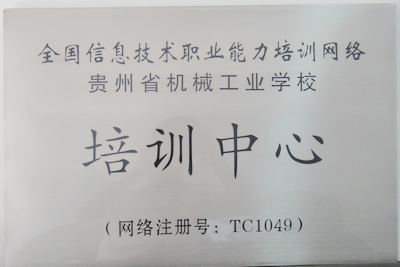 全国信息技术职业能力培训网络
贵州省机械工业学校
培训中心
(网络注册号：TC1049)